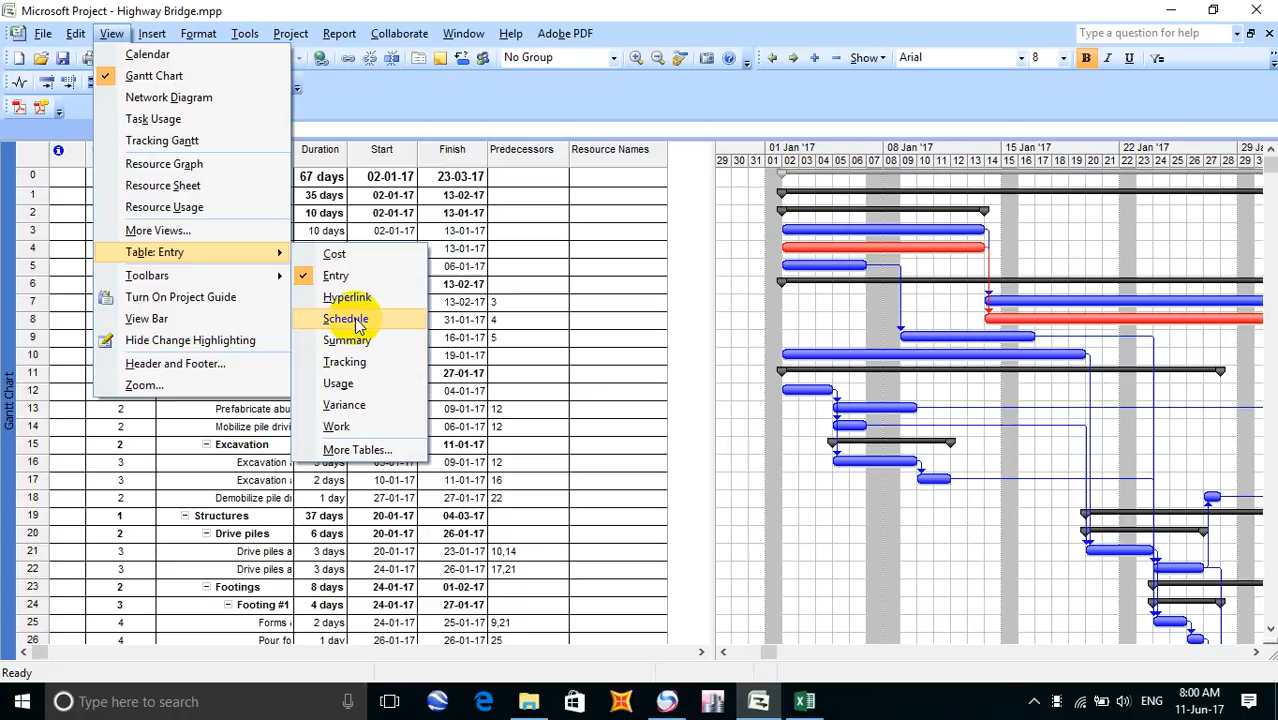 Microsoft Project - Highway Bridge.mpp
File Edit View Insert Format Tools Project Report Collaborate Window Help Adobe PDF Type a question for help
No Group Show Arial 8 B I U
Calendar
Gantt Chart
Network Diagram
Task Usage
Tracking Gantt
Resource Graph
Resource Sheet
Resource Usage
More Views...
Table: Entry
Toolbars
Turn On Project Guide
View Bar
Hide Change Highlighting
Header and Footer...
Zoom...
Cost
Entry
Hyperlink
Schedule
Summary
Tracking
Usage
Variance
Work
More Tables...
Duration Start Finish Predecessors Resource Names
01 Jan '17 08 Jan '17 15 Jan '17 22 Jan '17 29 Ja
29 30 31 01 02 03 04 05 06 07 08 09 10 11 12 13 14 15 16 17 18 19 20 21 22 23 24 25 26 27 28 29 3
0 67 days 02-01-17 23-03-17
1 35 days 02-01-17 13-02-17
2 10 days 02-01-17 13-01-17
3 10 days 02-01-17 13-01-17
4 13-01-17
5 06-01-17
6 13-02-17
7 13-02-17 3
8 31-01-17 4
9 16-01-17 5
10 19-01-17
11 27-01-17
12 04-01-17
13 2 Prefabricate abu 09-01-17 12
14 2 Mobilize pile drivi 06-01-17 12
15 2 Excavation 11-01-17
16 3 Excavation 3 days 05-01-17 09-01-17 12
17 3 Excavation a 2 days 10-01-17 11-01-17 16
18 2 Demobilize pile d 1 day 27-01-17 27-01-17 22
19 1 Structures 37 days 20-01-17 04-03-17
20 2 Drive piles 6 days 20-01-17 26-01-17
21 3 Drive piles a 3 days 20-01-17 23-01-17 10,14
22 3 Drive piles a 3 days 24-01-17 26-01-17 17,21
23 2 Footings 8 days 24-01-17 01-02-17
24 3 Footing #1 4 days 24-01-17 27-01-17
25 4 Forms 2 days 24-01-17 25-01-17 9,21
26 4 Pour fo 1 day 26-01-17 26-01-17 25
Gantt Chart
Ready
Type here to search
ENG
8:00 AM
11-Jun-17